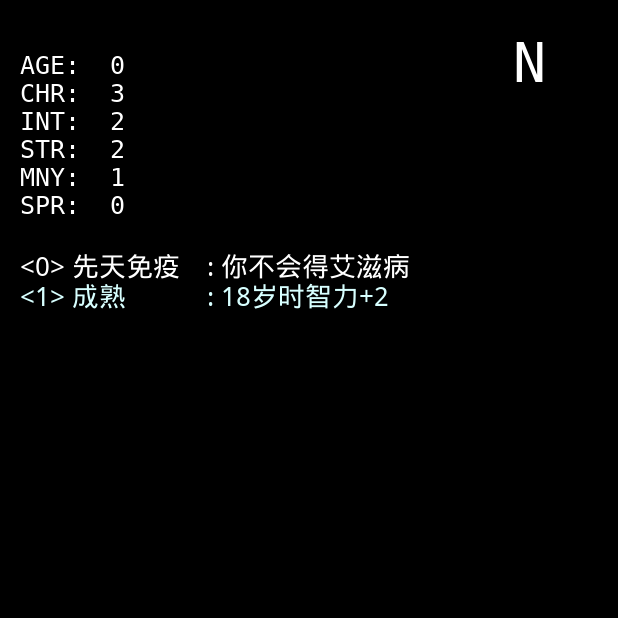 N
AGE: 0
CHR: 3
INT: 2
STR: 2
MNY: 1
SPR: 0
<0> 先天免疫 : 你不会得艾滋病
<1> 成熟 : 18岁时智力+2